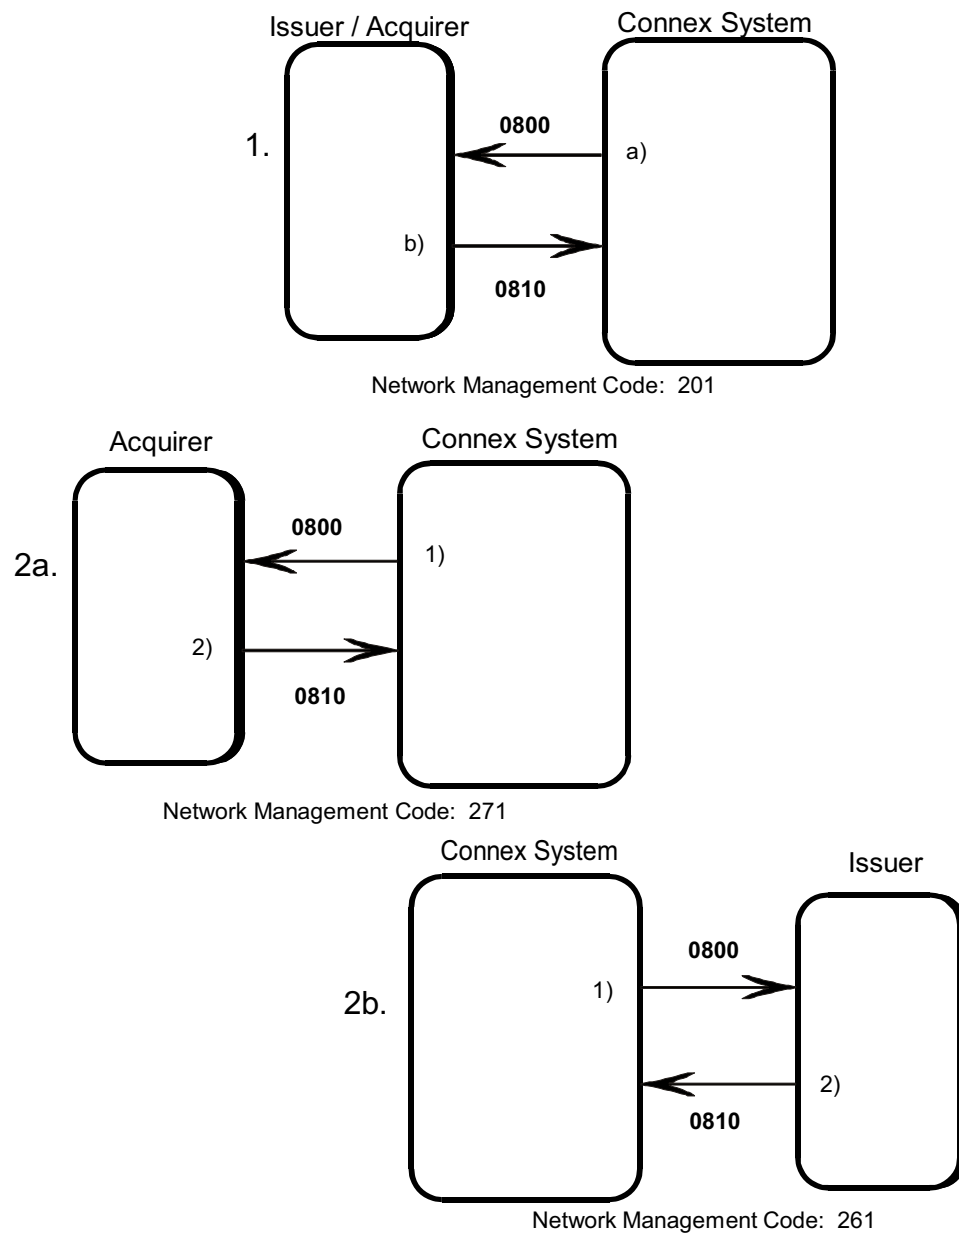 Issuer / Acquirer
Connex System
0800
1.
a)
b)
0810
Network Management Code:  201
Acquirer
Connex System
0800
1)
2a.
2)
0810
Network Management Code:  271
Connex System
Issuer
0800
1)
2b.
2)
0810
Network Management Code:  261